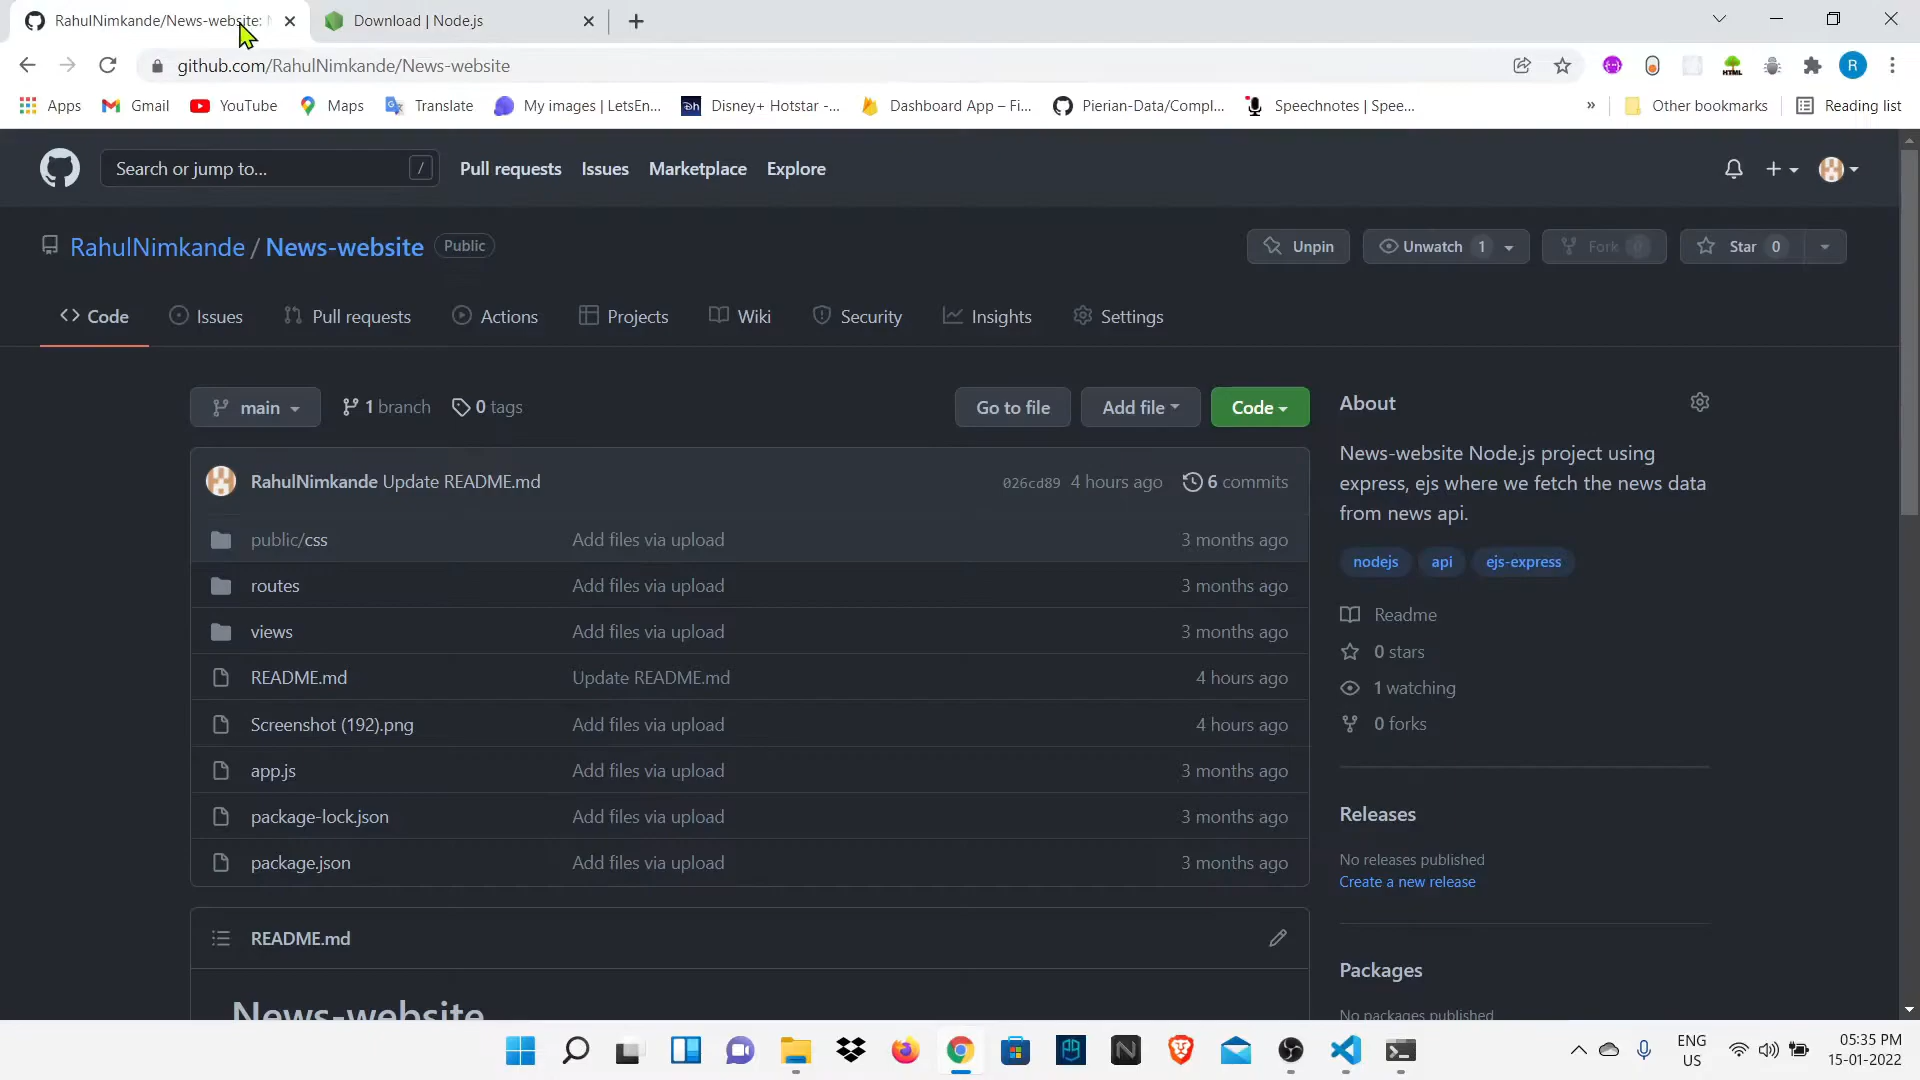 RahulNimkande/News-website:
Download | Node.js
github.com/RahulNimkande/News-website
R
Apps
Gmail
YouTube
Maps
Translate
My images | LetsEn...
Disney+ Hotstar -...
Dashboard App – Fi...
Pierian-Data/Compl...
Speechnotes | Spee...
»
Other bookmarks
Reading list
Search or jump to...
/
Pull requests
Issues
Marketplace
Explore
RahulNimkande / News-website
Public
Unpin
Unwatch 1
Fork 0
Star 0
Code
Issues
Pull requests
Actions
Projects
Wiki
Security
Insights
Settings
main
1 branch
0 tags
Go to file
Add file
Code
RahulNimkande Update README.md
026cd89 4 hours ago
6 commits
public/css Add files via upload 3 months ago
routes Add files via upload 3 months ago
views Add files via upload 3 months ago
README.md Update README.md 4 hours ago
Screenshot (192).png Add files via upload 4 hours ago
app.js Add files via upload 3 months ago
package-lock.json Add files via upload 3 months ago
package.json Add files via upload 3 months ago
README.md
News-website
About
News-website Node.js project using
express, ejs where we fetch the news data
from news api.
nodejs api ejs-express
Readme
0 stars
1 watching
0 forks
Releases
No releases published
Create a new release
Packages
No packages published
ENG
US
05:35 PM
15-01-2022